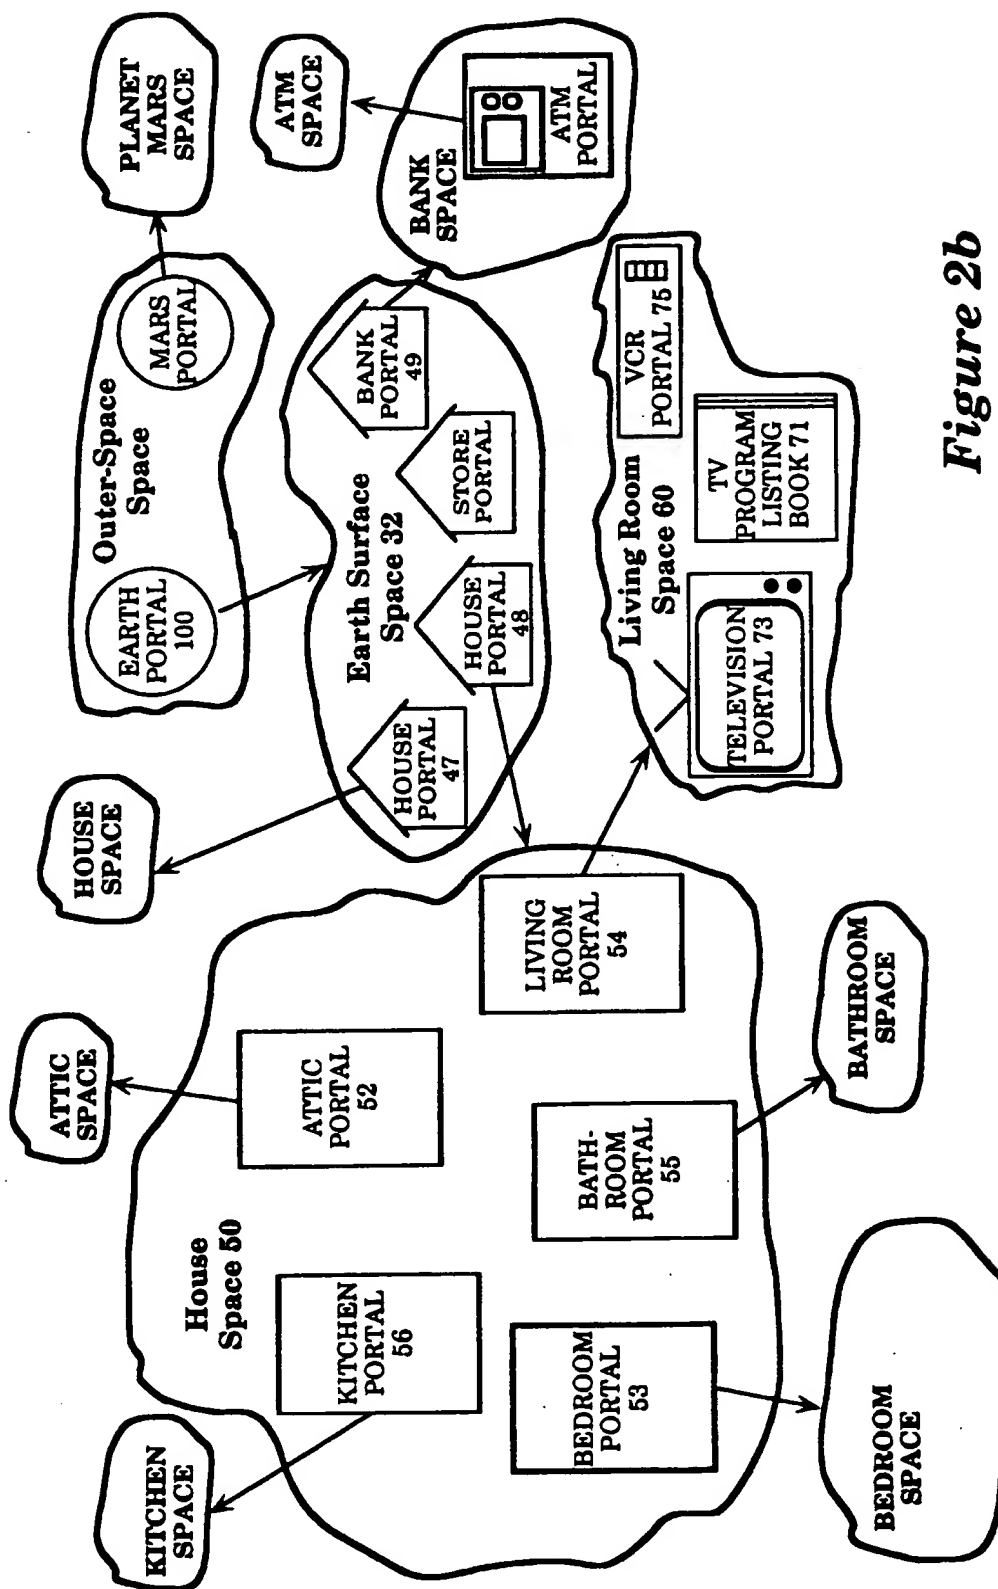 KITCHEN
SPACE
ATTIC
SPACE
HOUSE
SPACE
EARTH
PORTAL
100
Outer-Space
Space
MARS
PORTAL
PLANET
MARS
SPACE
House
Space 50
KITCHEN
PORTAL
56
ATTIC
PORTAL
52
HOUSE
PORTAL
47
Earth Surface
Space 32
HOUSE
PORTAL
48
STORE
PORTAL
BANK
PORTAL
49
ATM
SPACE
BANK
SPACE
ATM
PORTAL
BEDROOM
PORTAL
53
BATH-
ROOM
PORTAL
55
LIVING
ROOM
PORTAL
54
Living Room
Space 60
TELEVISION
PORTAL 73
TV
PROGRAM
LISTING
BOOK 71
VCR
PORTAL 75
BEDROOM
SPACE
BATHROOM
SPACE
Figure 2b